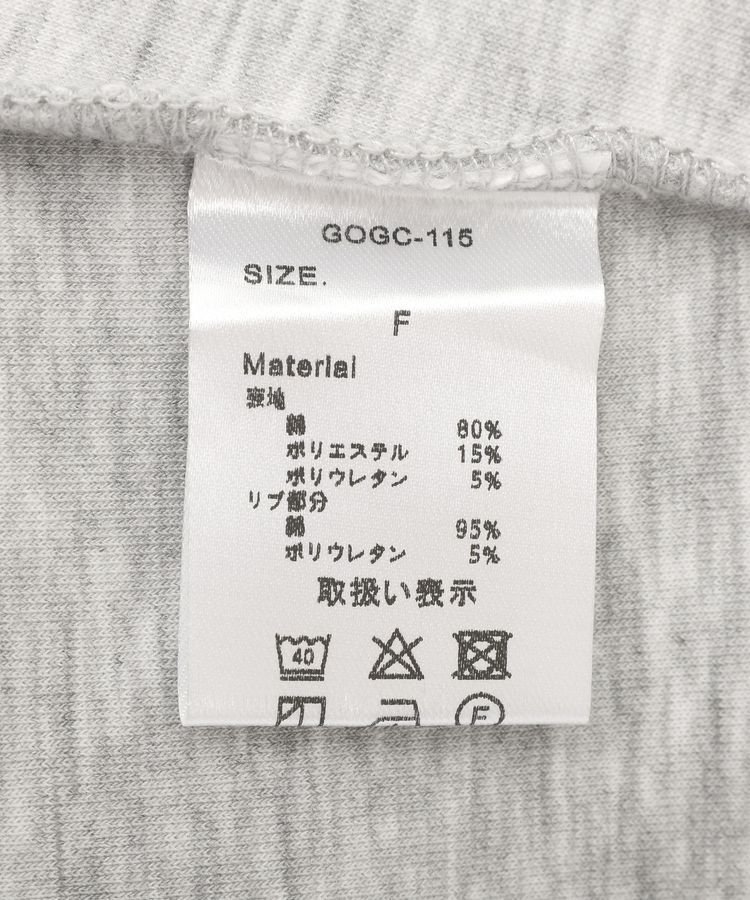 GOGC-115
SIZE.
F
Material
表地
綿 80%
ポリエステル 15%
ポリウレタン 5%
リブ部分
綿 95%
ポリウレタン 5%
取扱い表示
40
F